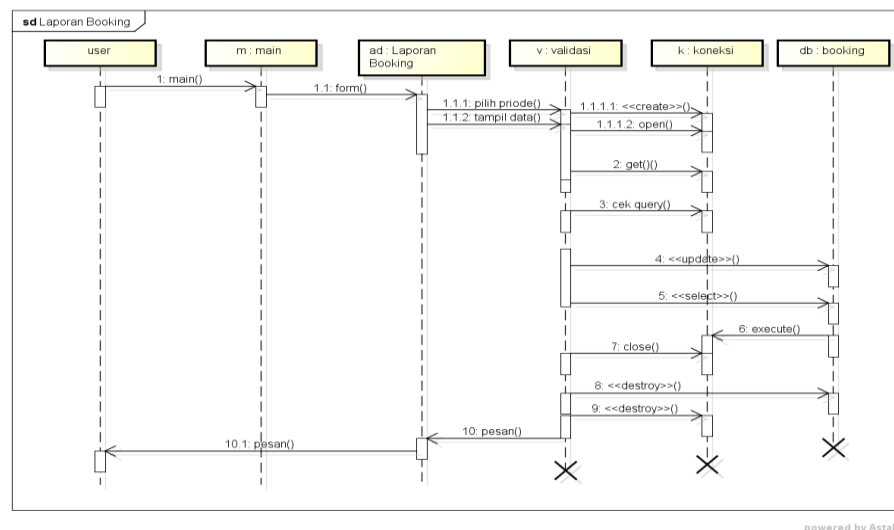 sd Laporan Booking
user
m : main
ad : Laporan
Booking
v : validasi
k : koneksi
db : booking
1: main()
1.1: form()
1.1.1: pilih priode()
1.1.1.1: <<create>>()
1.1.2: tampil data()
1.1.1.2: open()
2: get()()
3: cek query()
4: <<update>>()
5: <<select>>()
6: execute()
7: close()
8: <<destroy>>()
9: <<destroy>>()
10: pesan()
10.1: pesan()
powered by Asta